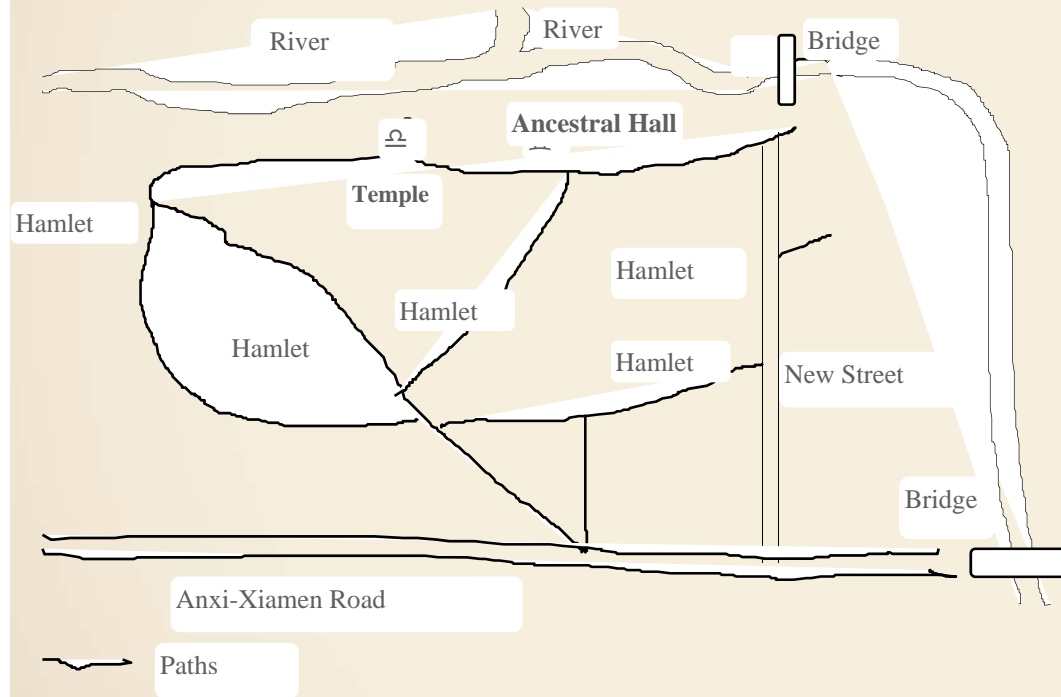 River
River
Bridge
Ancestral Hall
Temple
Hamlet
Hamlet
Hamlet
Hamlet
Hamlet
New Street
Bridge
Anxi-Xiamen Road
Paths